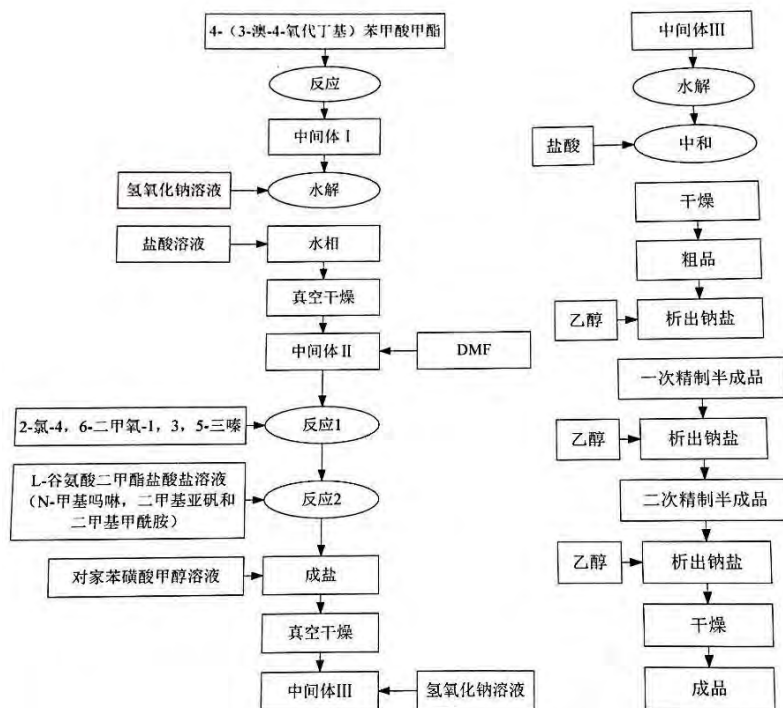 4-（3-溴-4-氧代丁基）苯甲酸甲酯
反应
中间体Ⅰ
氢氧化钠溶液
水解
盐酸溶液
水相
真空干燥
中间体Ⅱ
DMF
2-氯-4，6-二甲氧-1，3，5-三嗪
反应1
L-谷氨酸二甲酯盐酸盐溶液
（N-甲基吗啉，二甲基亚矾和
二甲基甲酰胺）
反应2
对家苯磺酸甲醇溶液
成盐
真空干燥
中间体III
氢氧化钠溶液
中间体III
水解
盐酸
中和
干燥
粗品
乙醇
析出钠盐
一次精制半成品
乙醇
析出钠盐
二次精制半成品
乙醇
析出钠盐
干燥
成品